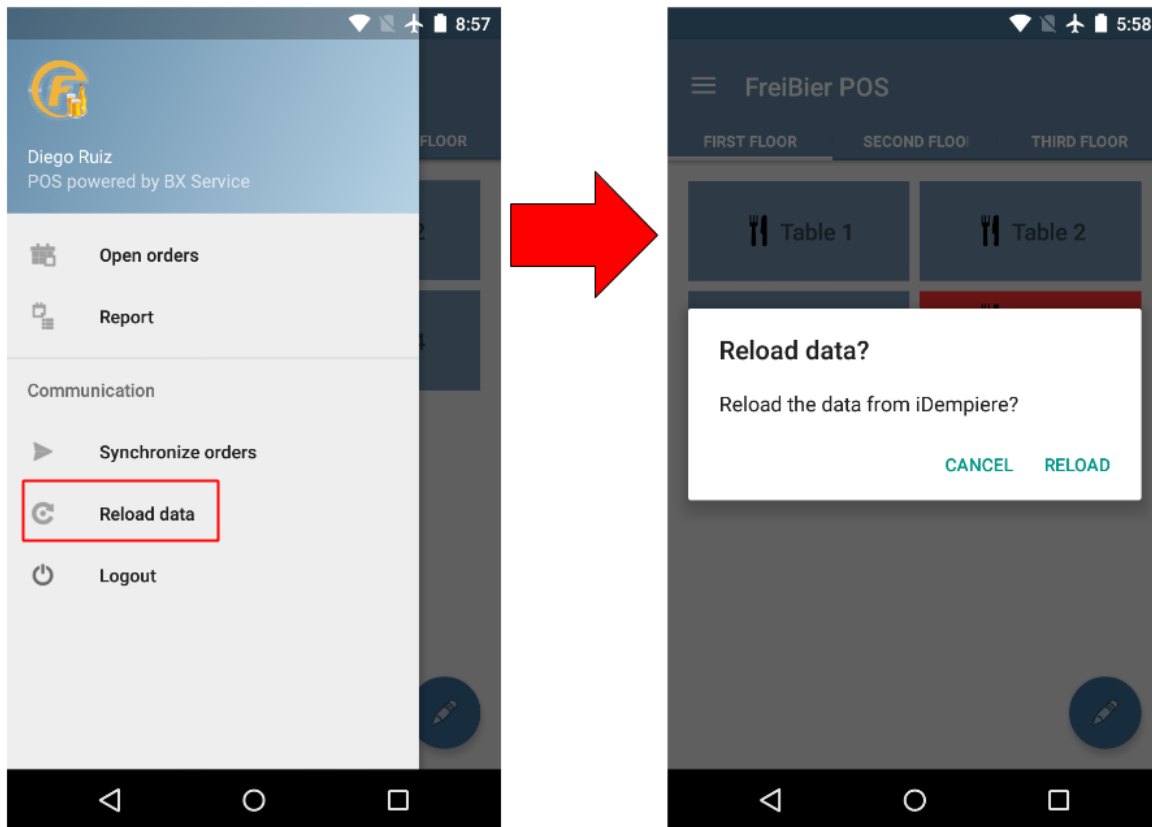 8:57
Diego Ruiz
POS powered by BX Service
FLOOR
2
Open orders
Report
4
Communication
Synchronize orders
Reload data
Logout
5:58
FreiBier POS
FIRST FLOOR SECOND FLOO THIRD FLOOR
Table 1 Table 2
Reload data?
Reload the data from iDempiere?
CANCEL RELOAD